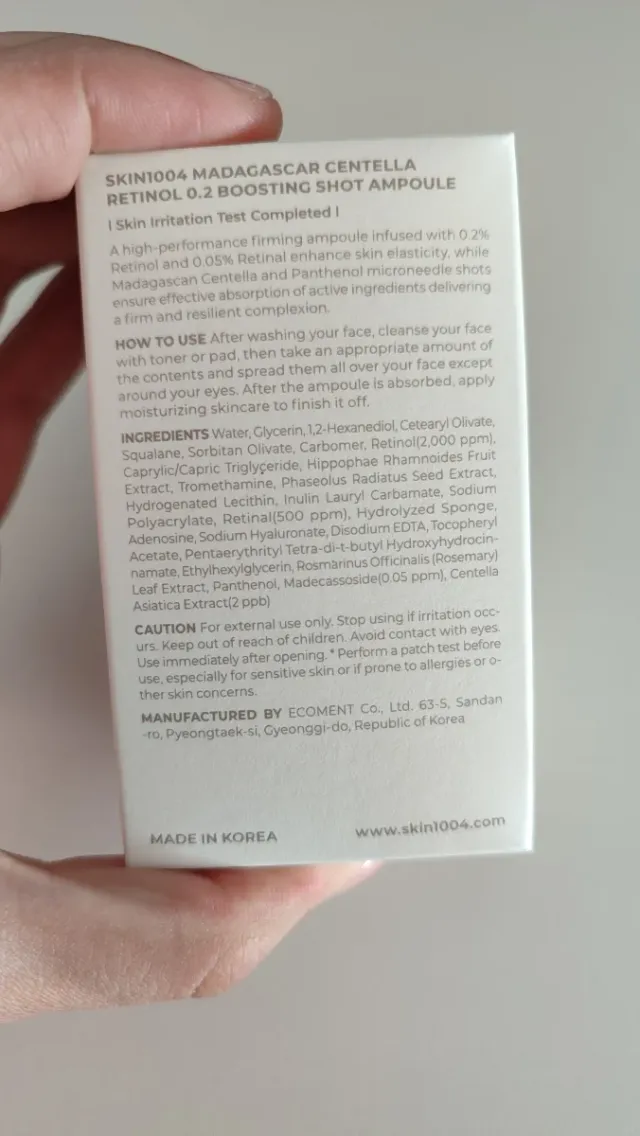 SKIN1004 MADAGASCAR CENTELLA
RETINOL 0.2 BOOSTING SHOT AMPOULE
| Skin Irritation Test Completed |
A high-performance firming ampoule infused with 0.2%
Retinol and 0.05% Retinal enhance skin elasticity, while
Madagascan Centella and Panthenol microneedle shots
ensure effective absorption of active ingredients delivering
a firm and resilient complexion.
HOW TO USE After washing your face, cleanse your face
with toner or pad, then take an appropriate amount of
the contents and spread them all over your face except
around your eyes. After the ampoule is absorbed, apply
moisturizing skincare to finish it off.
INGREDIENTS Water, Glycerin, 1,2-Hexanediol, Cetearyl Olivate,
Squalane, Sorbitan Olivate, Carbomer, Retinol(2,000 ppm),
Caprylic/Capric Triglyceride, Hippophae Rhamnoides Fruit
Extract, Tromethamine, Phaseolus Radiatus Seed Extract,
Hydrogenated Lecithin, Inulin Lauryl Carbamate, Sodium
Polyacrylate, Retinal(500 ppm), Hydrolyzed Sponge,
Adenosine, Sodium Hyaluronate, Disodium EDTA, Tocopheryl
Acetate, Pentaerythrityl Tetra-di-t-butyl Hydroxyhydrocin-
namate, Ethylhexylglycerin, Rosmarinus Officinalis (Rosemary)
Leaf Extract, Panthenol, Madecassoside(0.05 ppm), Centella
Asiatica Extract(2 ppb)
CAUTION For external use only. Stop using if irritation occ-
urs. Keep out of reach of children. Avoid contact with eyes.
Use immediately after opening. * Perform a patch test before
use, especially for sensitive skin or if prone to allergies or o-
ther skin concerns.
MANUFACTURED BY ECOMENT Co., Ltd. 63-5, Sandan
-ro, Pyeongtaek-si, Gyeonggi-do, Republic of Korea
MADE IN KOREA
www.skin1004.com